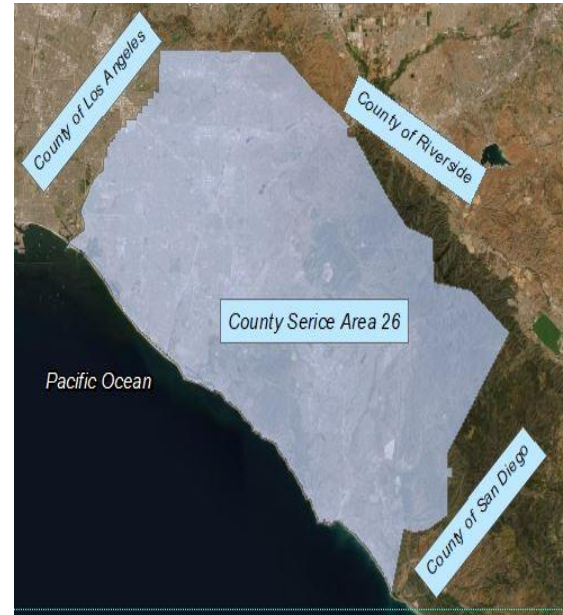 County of Los Angeles
County of Riverside
County Serice Area 26
Pacific Ocean
County of San Diego